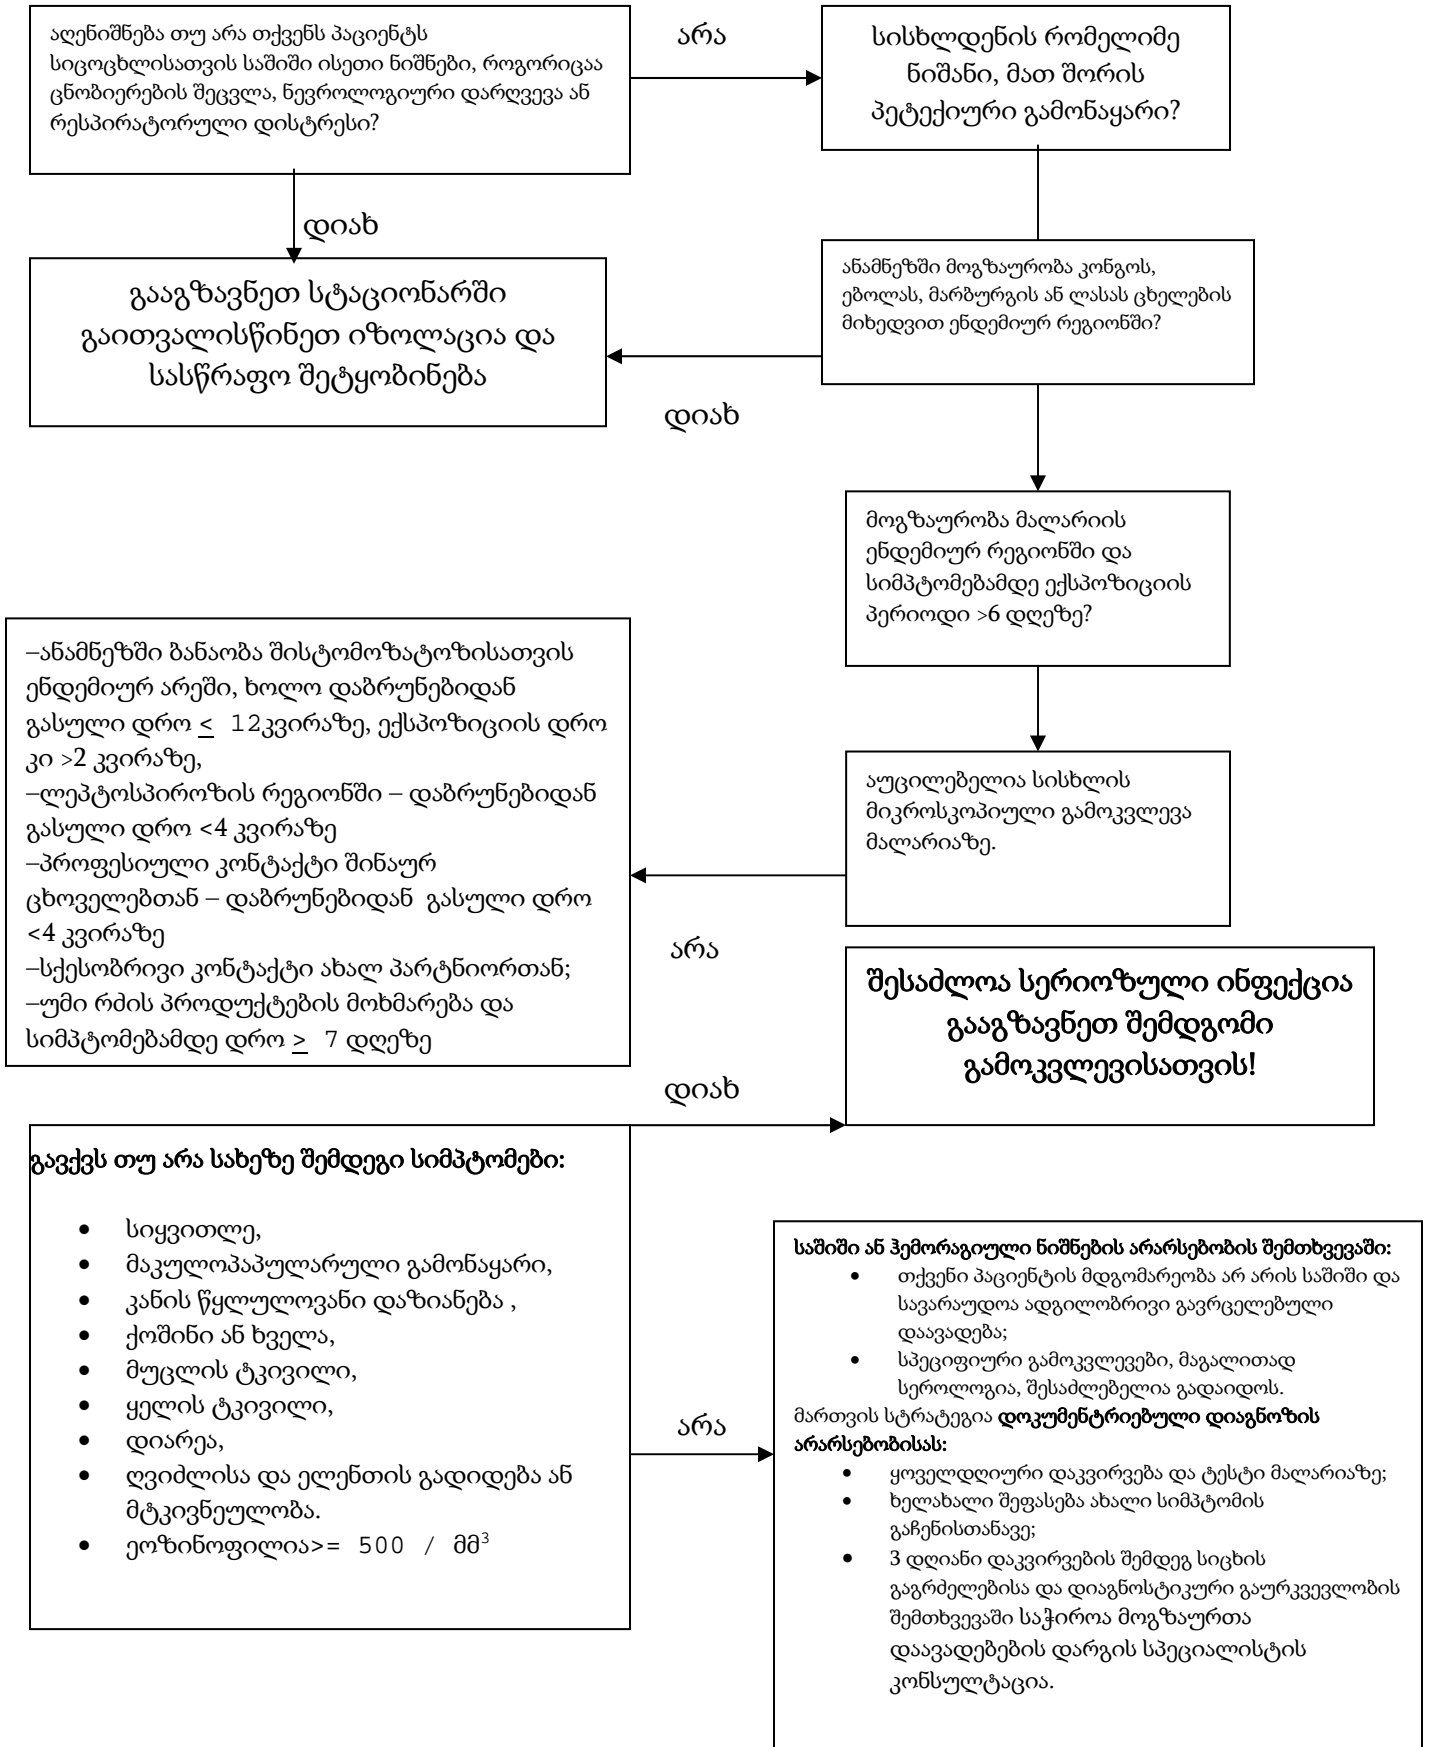 აღენიშნება თუ არა თქვენს პაციენტს
სიცოცხლისათვის საშიში ისეთი ნიშნები, როგორიცაა
ცნობიერების შეცვლა, ნევროლოგიური დარღვევა ან
რესპირატორული დისტრესი?
არა
სისხლდენის რომელიმე
ნიშანი, მათ შორის
პეტექიური გამონაყარი?
დიახ
გააგზავნეთ სტაციონარში
გაითვალისწინეთ იზოლაცია და
სასწრაფო შეტყობინება
ანამნეზში მოგზაურობა კონგოს,
ებოლას, მარბურგის ან ლასას ცხელების
მიხედვით ენდემიურ რეგიონში?
დიახ
მოგზაურობა მალარიის
ენდემიურ რეგიონში და
სიმპტომებამდე ექსპოზიციის
პერიოდი >6 დღეზე?
აუცილებელია სისხლის
მიკროსკოპიული გამოკვლევა
მალარიაზე.
–ანამნეზში ბანაობა შისტომოზატოზისათვის
ენდემიურ არეში, ხოლო დაბრუნებიდან
გასული დრო < 12კვირაზე, ექსპოზიციის დრო
კი >2 კვირაზე,
–ლეპტოსპიროზის რეგიონში – დაბრუნებიდან
გასული დრო <4 კვირაზე
–პროფესიული კონტაქტი შინაურ
ცხოველებთან – დაბრუნებიდან გასული დრო
<4 კვირაზე
–სქესობრივი კონტაქტი ახალ პარტნიორთან;
–უმი რძის პროდუქტების მოხმარება და
სიმპტომებამდე დრო > 7 დღეზე
არა
შესაძლოა სერიოზული ინფექცია
გააგზავნეთ შემდგომი
გამოკვლევისათვის!
დიახ
გავქვს თუ არა სახეზე შემდეგი სიმპტომები:
• სიყვითლე,
• მაკულოპაპულარული გამონაყარი,
• კანის წყლულოვანი დაზიანება ,
• ქოშინი ან ხველა,
• მუცლის ტკივილი,
• ყელის ტკივილი,
• დიარეა,
• ღვიძლისა და ელენთის გადიდება ან
მტკივნეულობა.
• ეოზინოფილია>= 500 / მმ³
არა
საშიში ან ჰემორაგიული ნიშნების არარსებობის შემთხვევაში:
• თქვენი პაციენტის მდგომარეობა არ არის საშიში და
სავარაუდოა ადგილობრივი გავრცელებული
დაავადება;
• სპეციფიური გამოკვლევები, მაგალითად
სეროლოგია, შესაძლებელია გადაიდოს.
მართვის სტრატეგია დოკუმენტრიებული დიაგნოზის
არარსებობისას:
• ყოველდღიური დაკვირვება და ტესტი მალარიაზე;
• ხელახალი შეფასება ახალი სიმპტომის
გაჩენისთანავე;
• 3 დღიანი დაკვირვების შემდეგ სიცხის
გაგრძელებისა და დიაგნოსტიკური გაურკვევლობის
შემთხვევაში საჭიროა მოგზაურთა
დაავადებების დარგის სპეციალისტის
კონსულტაცია.